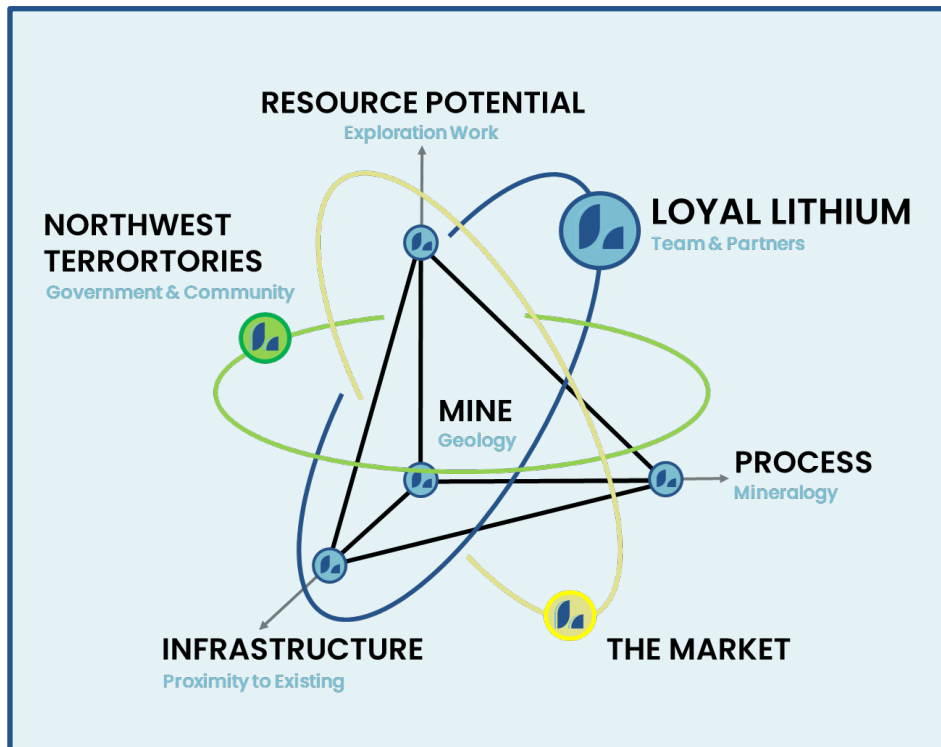 RESOURCE POTENTIAL
Exploration Work
LOYAL LITHIUM
Team & Partners
NORTHWEST
TERRORTORIES
Government & Community
MINE
Geology
PROCESS
Mineralogy
INFRASTRUCTURE
Proximity to Existing
THE MARKET